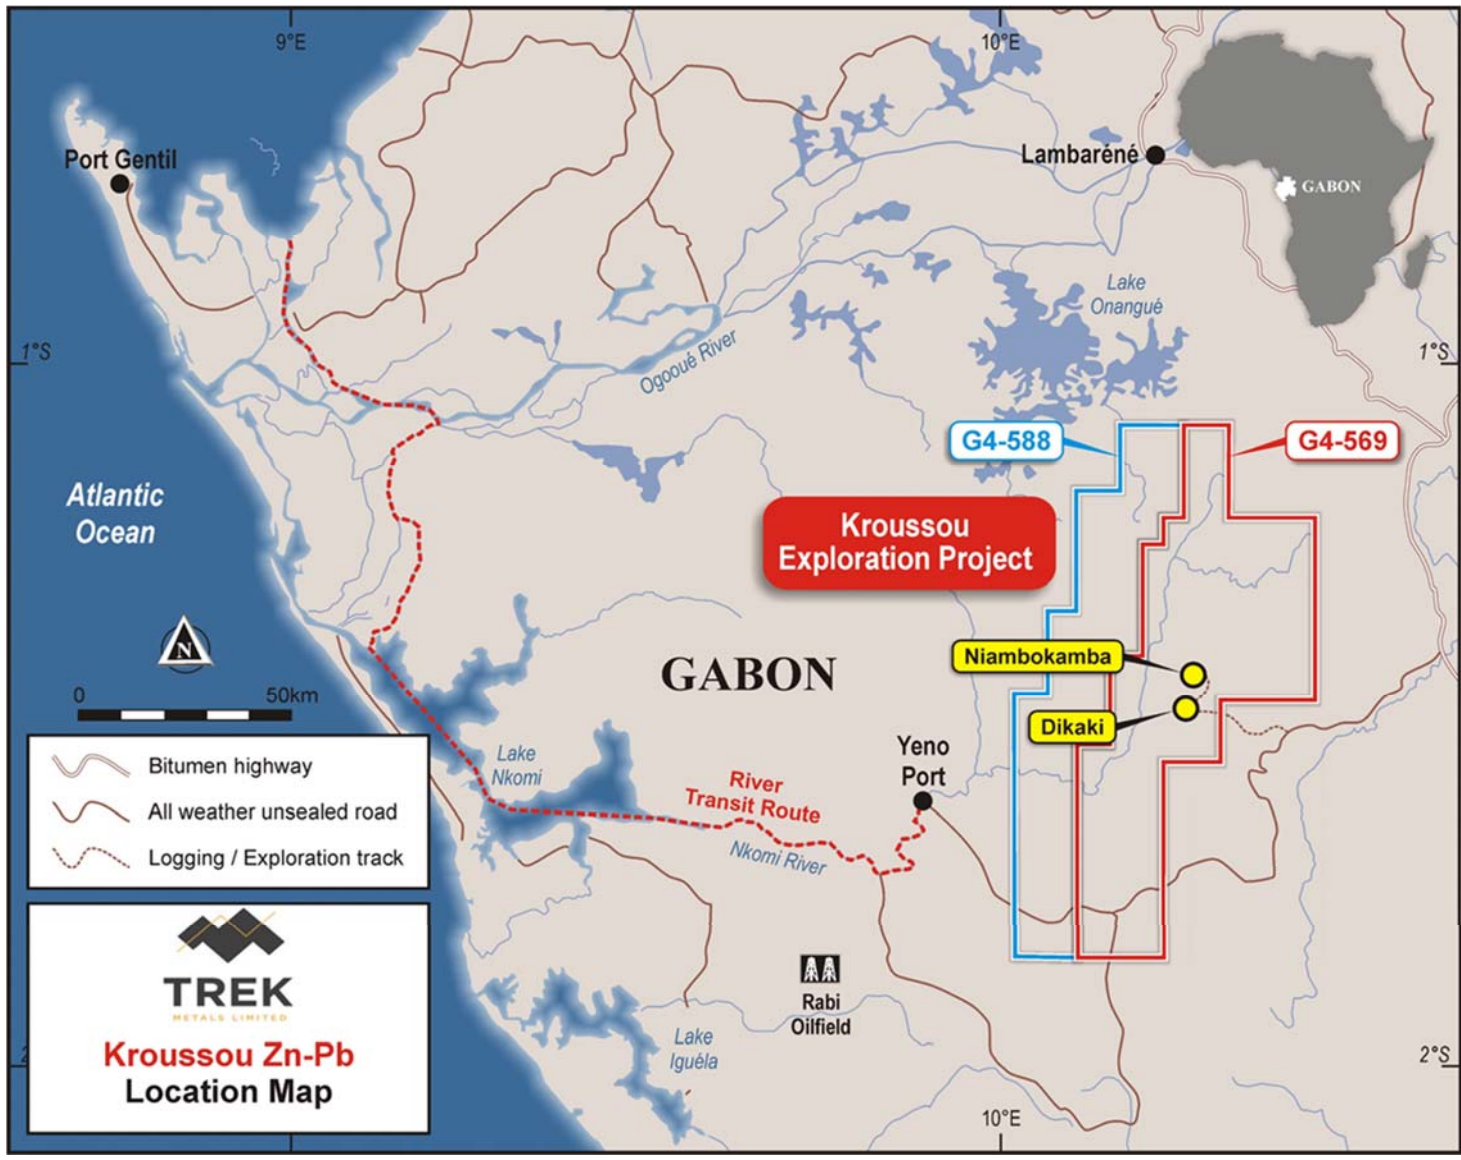 9°E
10°E
Port Gentil
Lambaréné
GABON
Lake
Onangué
1°S
1°S
Ogooué River
G4-588
G4-569
Atlantic
Ocean
Kroussou
Exploration Project
N
0 50km
GABON
Niambokamba
Dikaki
Yeno
Port
Lake
Nkomi
River
Transit Route
Nkomi River
Bitumen highway
All weather unsealed road
Logging / Exploration track
TREK
METALS LIMITED
Kroussou Zn-Pb
Location Map
Rabi
Oilfield
Lake
Iguéla
2°S
10°E